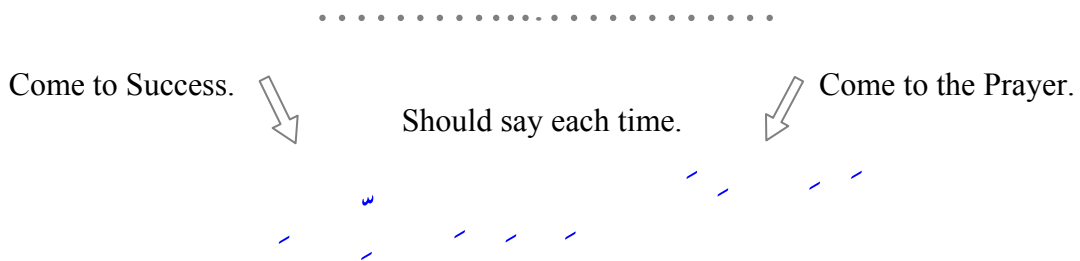 Come to Success. Come to the Prayer.
Should say each time.